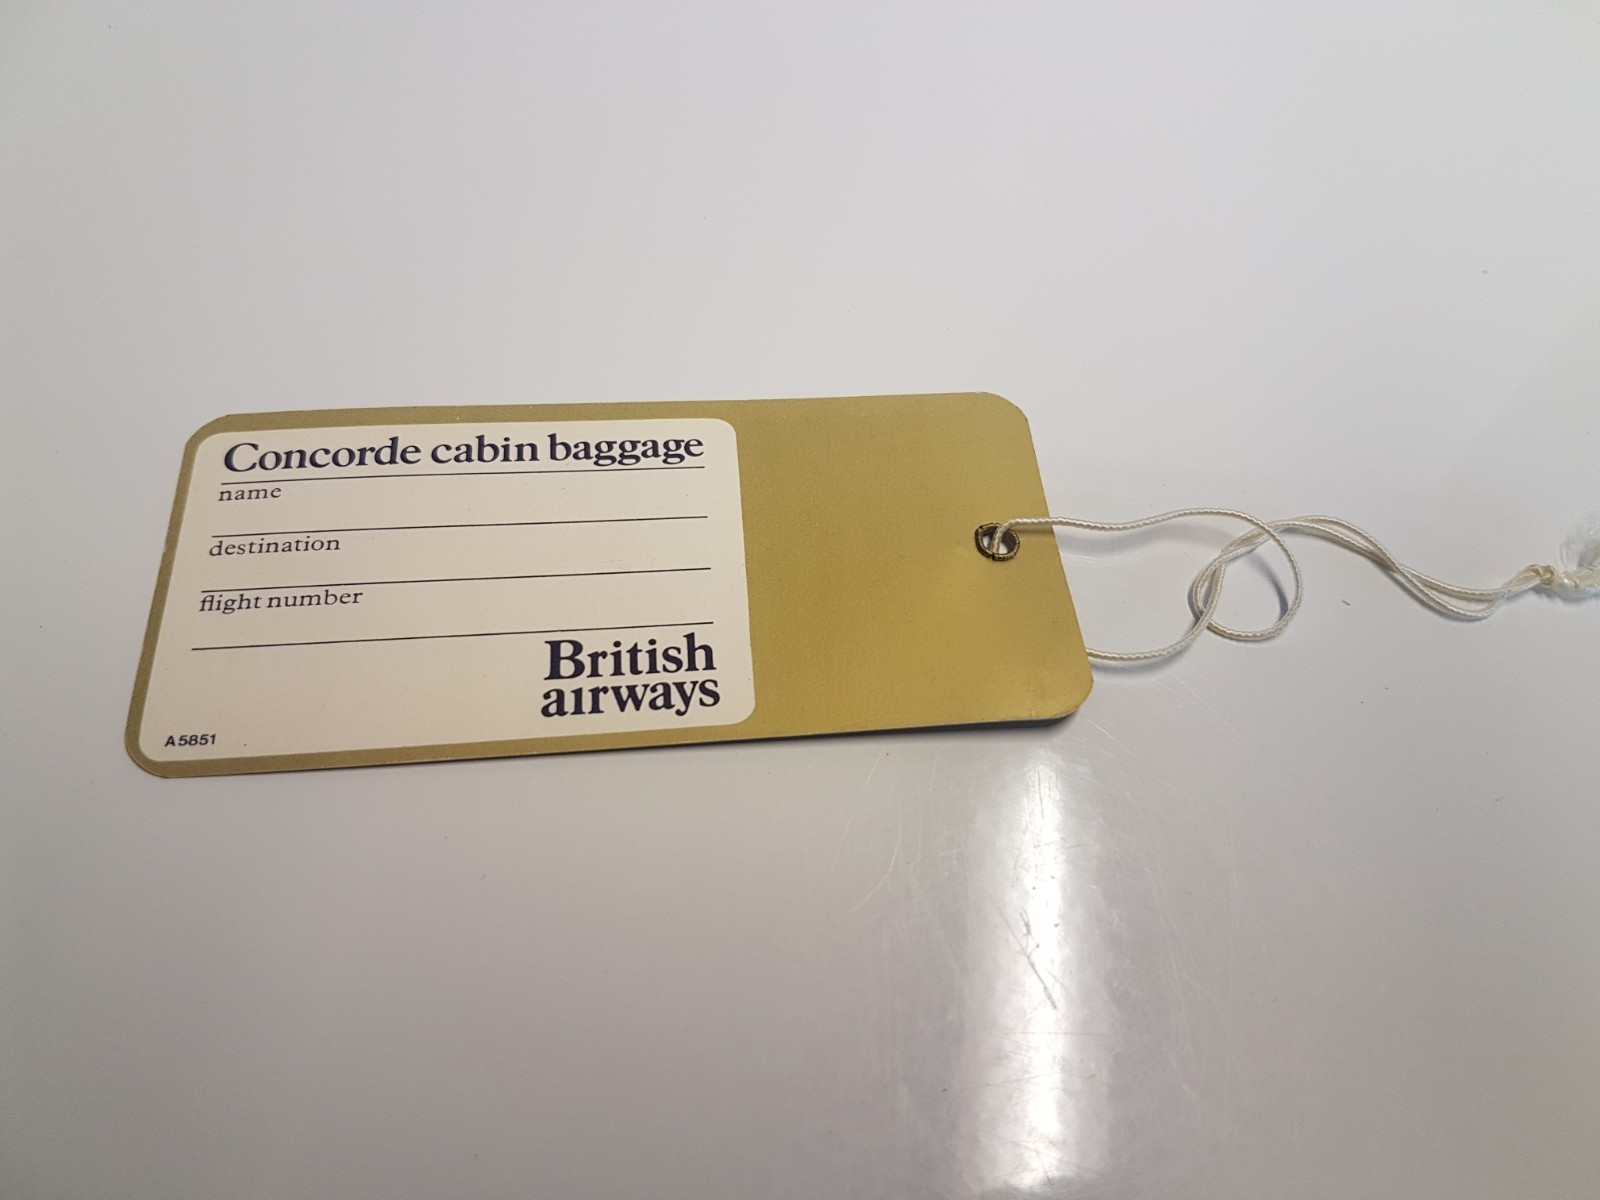 Concorde cabin baggage
name
destination
flight number
British
airways
A5851